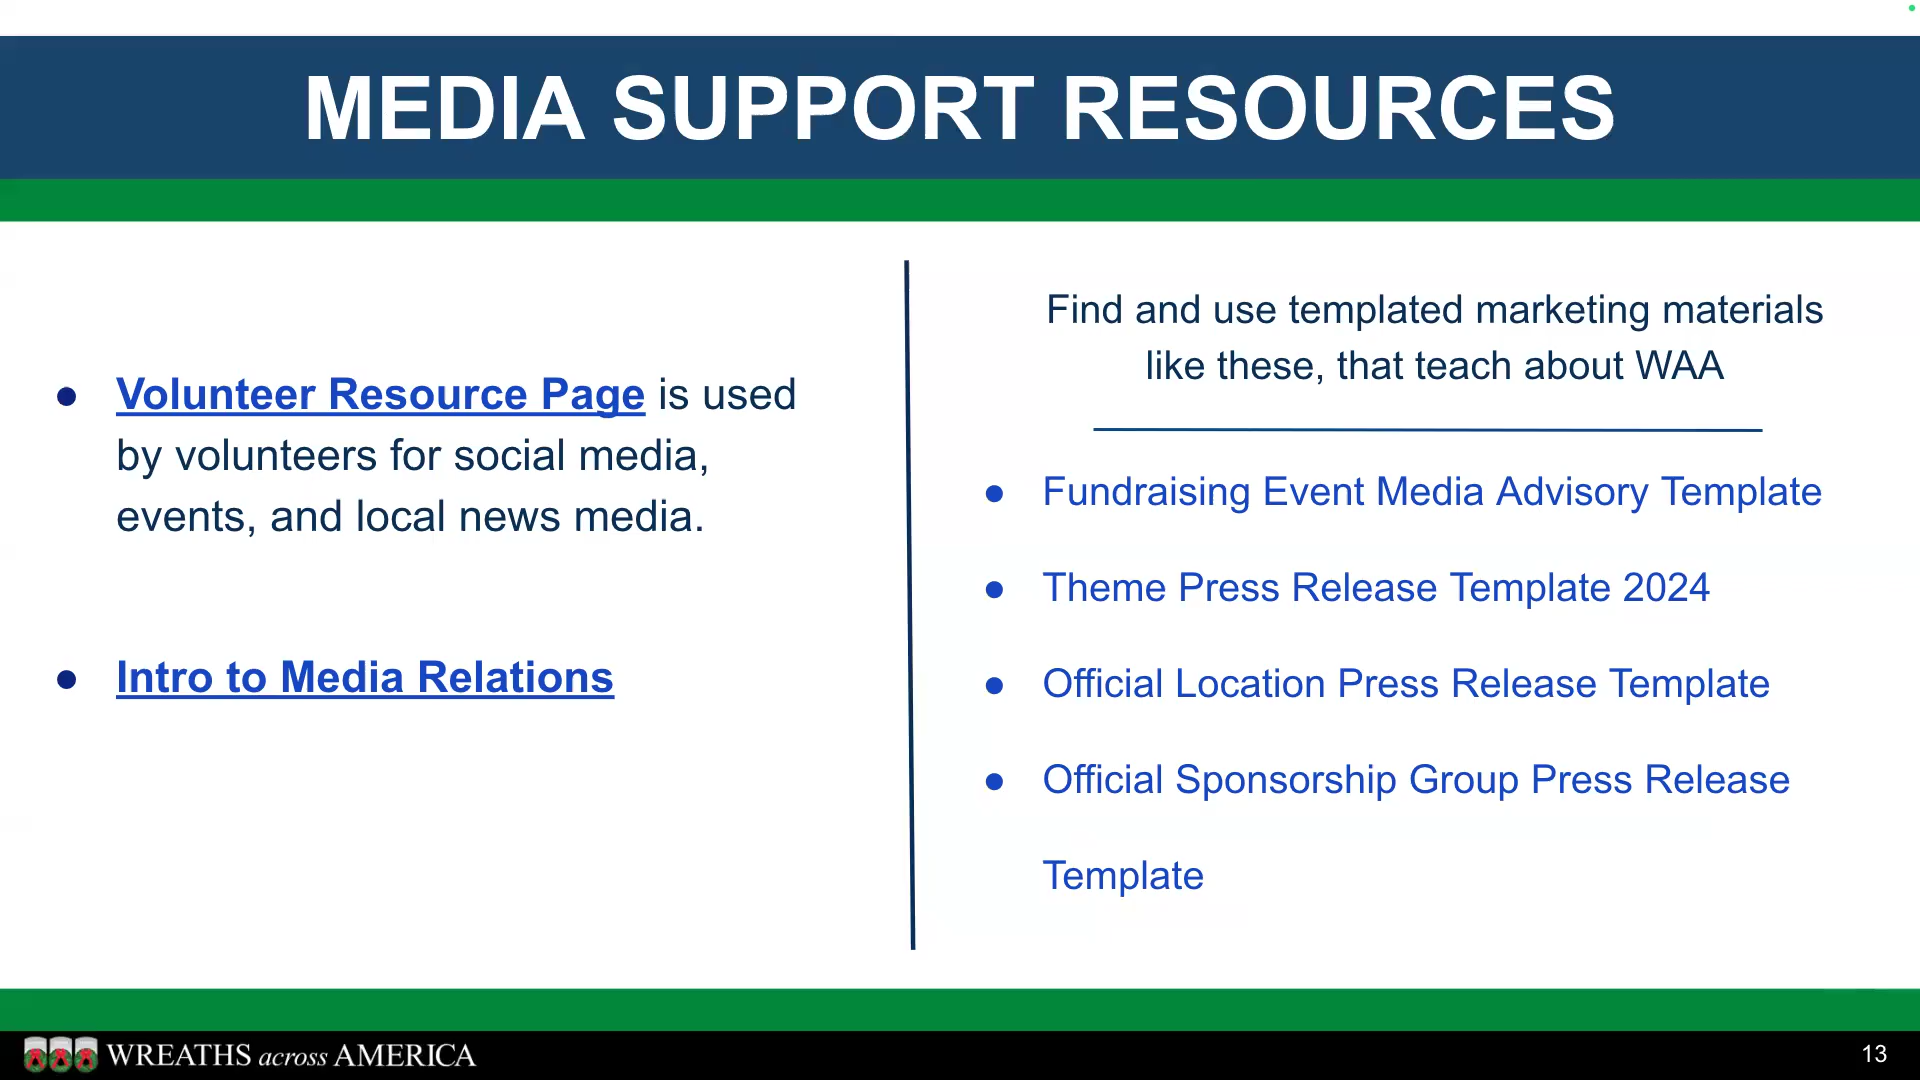 MEDIA SUPPORT RESOURCES
● Volunteer Resource Page is used
by volunteers for social media,
events, and local news media.
● Intro to Media Relations
Find and use templated marketing materials
like these, that teach about WAA
● Fundraising Event Media Advisory Template
● Theme Press Release Template 2024
● Official Location Press Release Template
● Official Sponsorship Group Press Release
Template
WREATHS across AMERICA
13